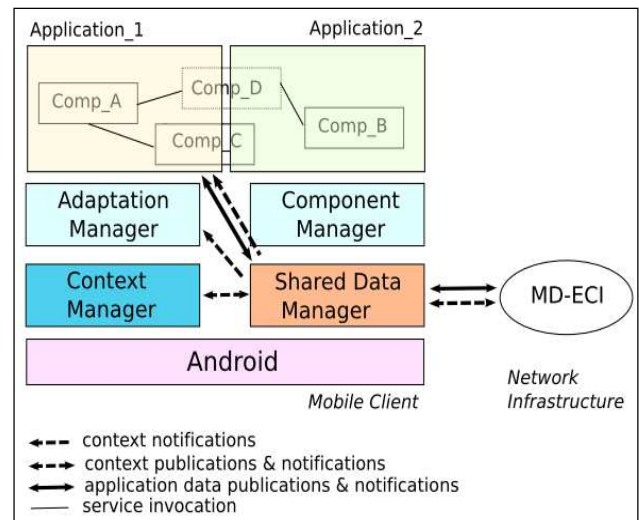 Application_1
Application_2
Comp_A
Comp_D
Comp_C
Comp_B
Adaptation
Manager
Component
Manager
Context
Manager
Shared Data
Manager
MD-ECI
Android
Mobile Client
Network
Infrastructure
context notifications
context publications & notifications
application data publications & notifications
service invocation